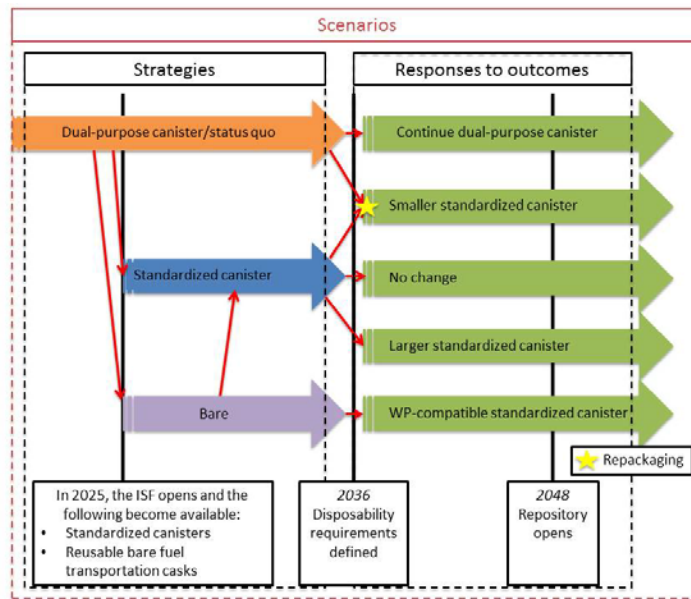 Scenarios
Strategies
Responses to outcomes
Dual-purpose canister/status quo
Continue dual-purpose canister
Smaller standardized canister
Standardized canister
No change
Larger standardized canister
Bare
WP-compatible standardized canister
Repackaging
In 2025, the ISF opens and the
following become available:
• Standardized canisters
• Reusable bare fuel
transportation casks
2036
Disposability
requirements
defined
2048
Repository
opens